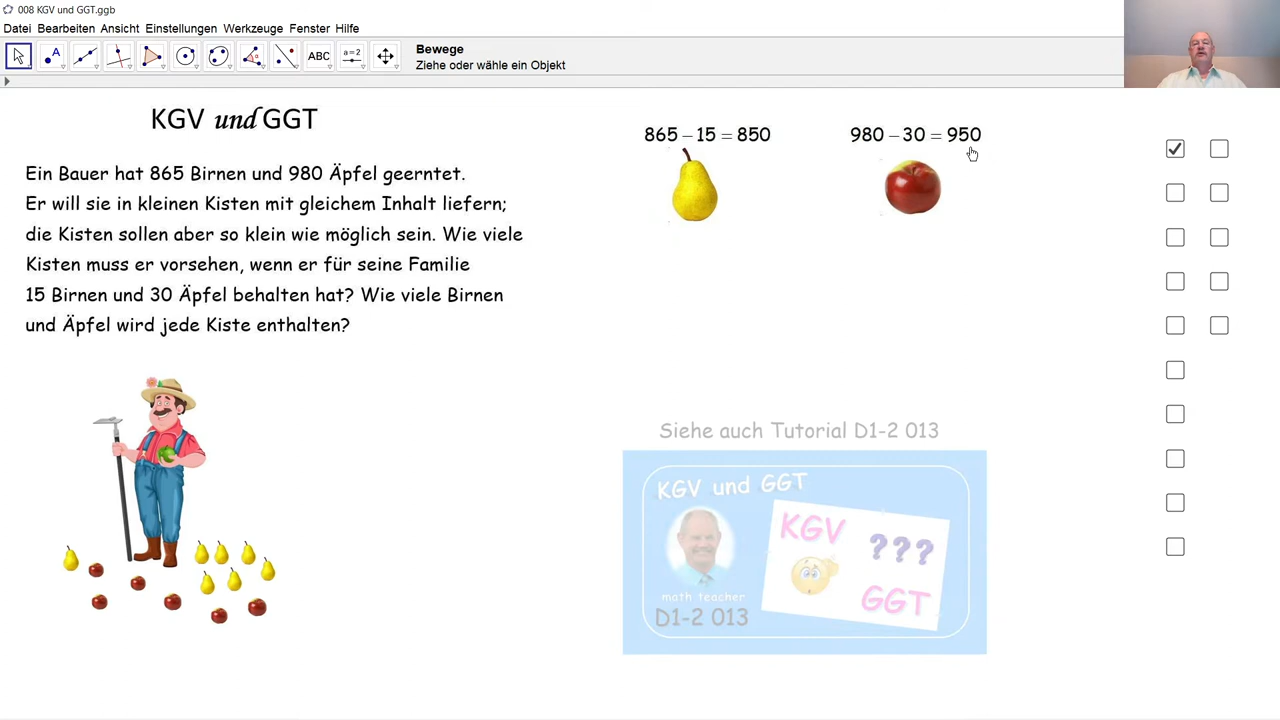 008 KGV und GGT.ggb
Datei Bearbeiten Ansicht Einstellungen Werkzeuge Fenster Hilfe
A
ABC
a=2
Bewege
Ziehe oder wähle ein Objekt
KGV und GGT
865 – 15 = 850
980 – 30 = 950
Ein Bauer hat 865 Birnen und 980 Äpfel geerntet.
Er will sie in kleinen Kisten mit gleichem Inhalt liefern;
die Kisten sollen aber so klein wie möglich sein. Wie viele
Kisten muss er vorsehen, wenn er für seine Familie
15 Birnen und 30 Äpfel behalten hat? Wie viele Birnen
und Äpfel wird jede Kiste enthalten?
Siehe auch Tutorial D1-2 013
KGV und GGT
KGV
???
GGT
math teacher
D1-2 013